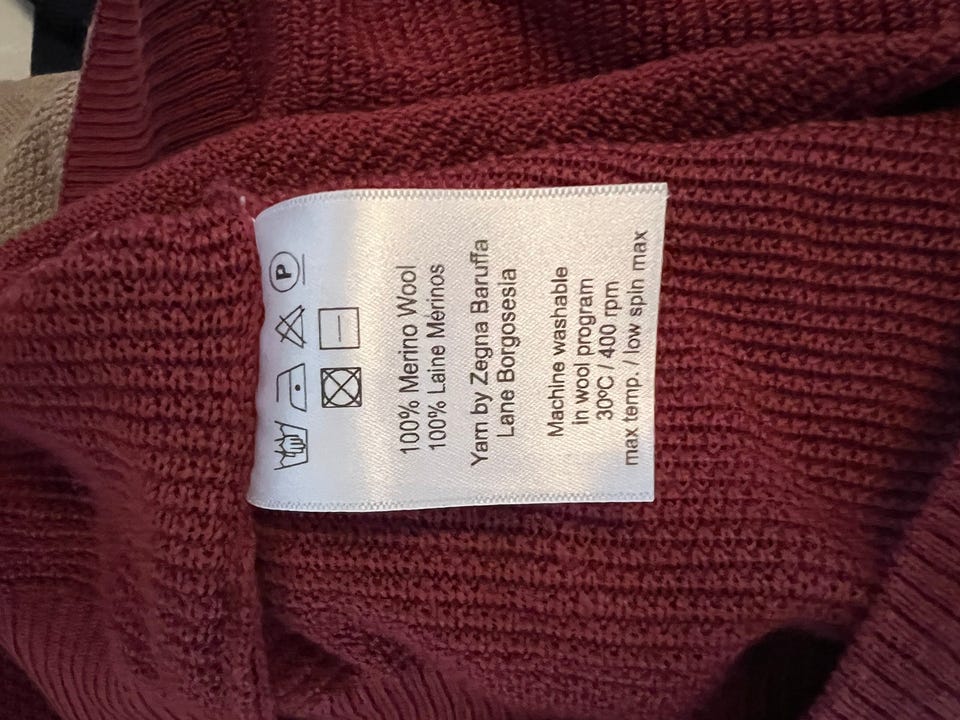 P
100% Merino Wool
100% Laine Mérinos
Yarn by Zegna Baruffa
Lane Borgosesia
Machine washable
in wool program
30ºC / 400 rpm
max temp. / low spin max